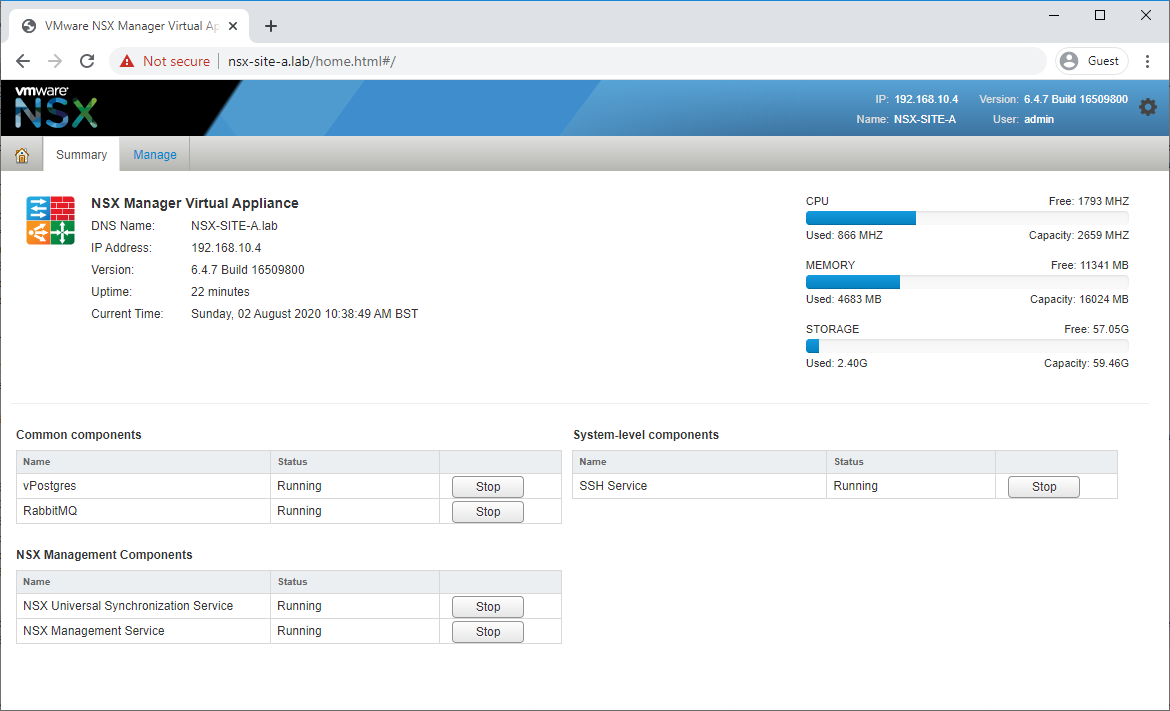 VMware NSX Manager Virtual Ap
Not secure
nsx-site-a.lab/home.html#/
Guest
vmware
NSX
IP: 192.168.10.4 Version: 6.4.7 Build 16509800
Name: NSX-SITE-A User: admin
Summary Manage
NSX Manager Virtual Appliance
DNS Name: NSX-SITE-A.lab
IP Address: 192.168.10.4
Version: 6.4.7 Build 16509800
Uptime: 22 minutes
Current Time: Sunday, 02 August 2020 10:38:49 AM BST
CPU Free: 1793 MHZ
Used: 866 MHZ Capacity: 2659 MHZ
MEMORY Free: 11341 MB
Used: 4683 MB Capacity: 16024 MB
STORAGE Free: 57.05G
Used: 2.40G Capacity: 59.46G
Common components
Name Status
vPostgres Running Stop
RabbitMQ Running Stop
System-level components
Name Status
SSH Service Running Stop
NSX Management Components
Name Status
NSX Universal Synchronization Service Running Stop
NSX Management Service Running Stop